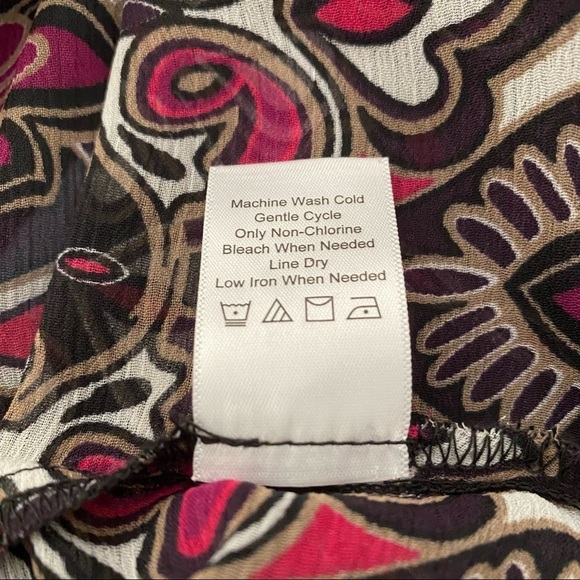 Machine Wash Cold
Gentle Cycle
Only Non-Chlorine
Bleach When Needed
Line Dry
Low Iron When Needed